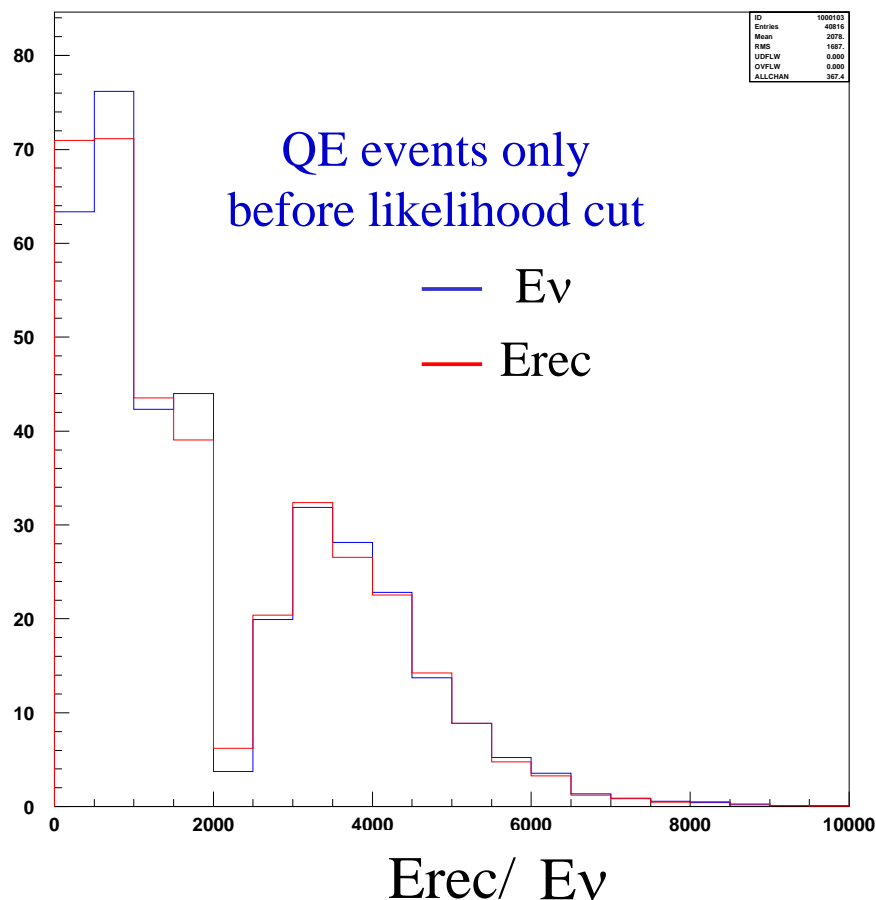 ID 1000103
Entries 40816
Mean 2078.
RMS 1687.
UDFLW 0.000
OVFLW 0.000
ALLCHAN 367.4
QE events only
before likelihood cut
Eν
Erec
80
70
60
50
40
30
20
10
0
0 2000 4000 6000 8000 10000
Erec/ Eν